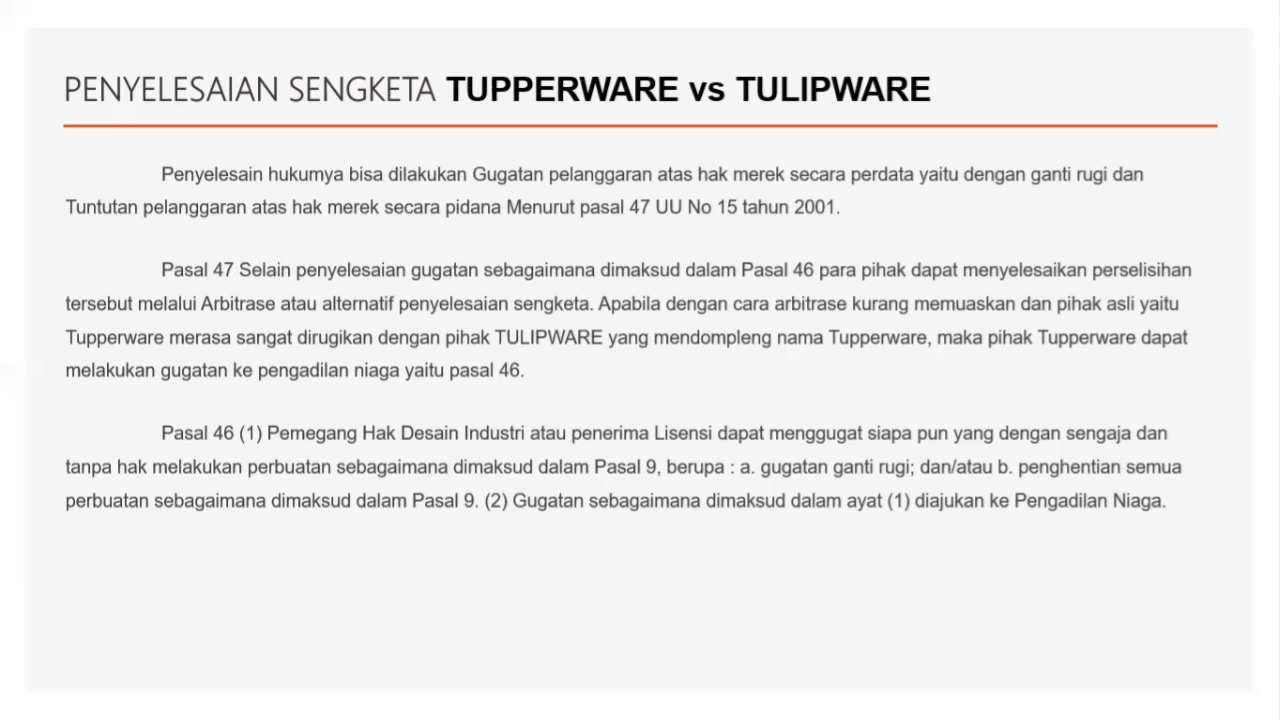 PENYELESAIAN SENGKETA TUPPERWARE vs TULIPWARE
Penyelesain hukumya bisa dilakukan Gugatan pelanggaran atas hak merek secara perdata yaitu dengan ganti rugi dan
Tuntutan pelanggaran atas hak merek secara pidana Menurut pasal 47 UU No 15 tahun 2001.
Pasal 47 Selain penyelesaian gugatan sebagaimana dimaksud dalam Pasal 46 para pihak dapat menyelesaikan perselisihan
tersebut melalui Arbitrase atau alternatif penyelesaian sengketa. Apabila dengan cara arbitrase kurang memuaskan dan pihak asli yaitu
Tupperware merasa sangat dirugikan dengan pihak TULIPWARE yang mendompleng nama Tupperware, maka pihak Tupperware dapat
melakukan gugatan ke pengadilan niaga yaitu pasal 46.
Pasal 46 (1) Pemegang Hak Desain Industri atau penerima Lisensi dapat menggugat siapa pun yang dengan sengaja dan
tanpa hak melakukan perbuatan sebagaimana dimaksud dalam Pasal 9, berupa : a. gugatan ganti rugi; dan/atau b. penghentian semua
perbuatan sebagaimana dimaksud dalam Pasal 9. (2) Gugatan sebagaimana dimaksud dalam ayat (1) diajukan ke Pengadilan Niaga.